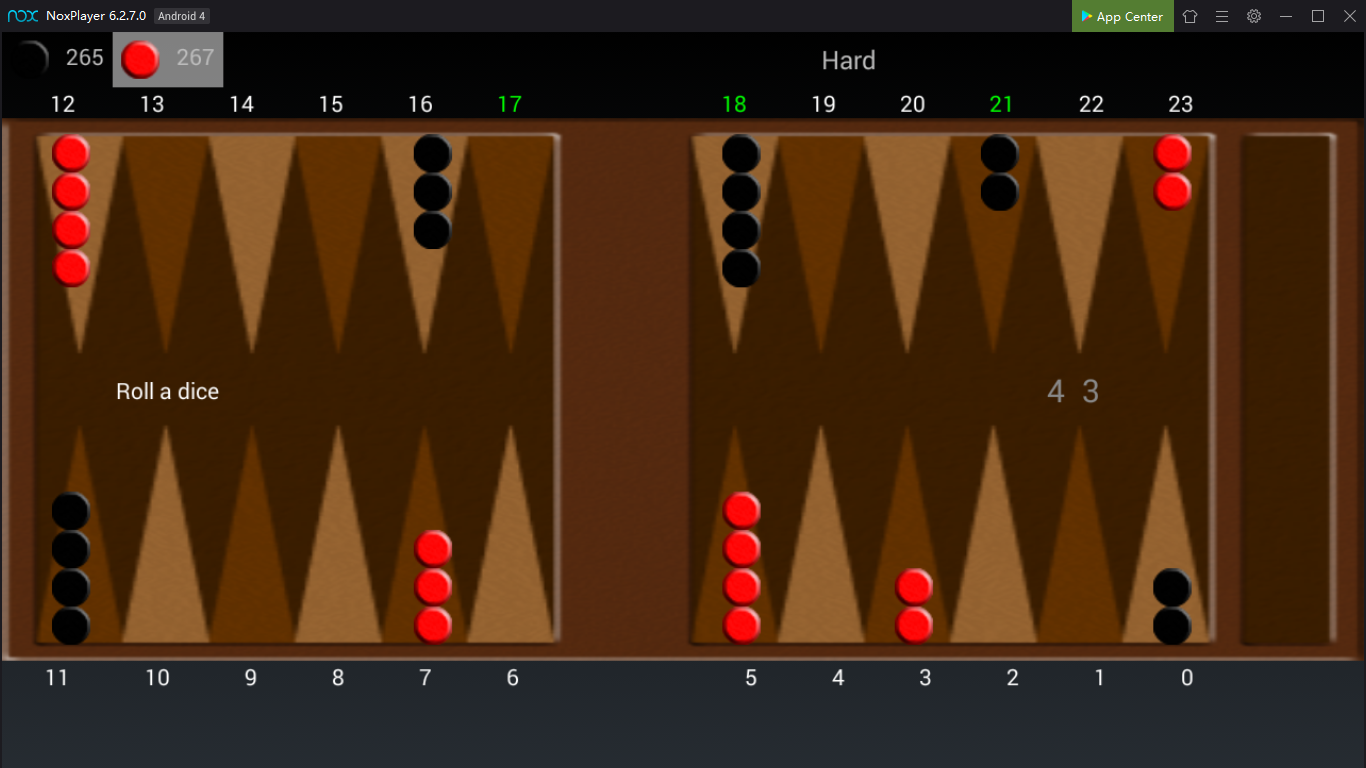 nox NoxPlayer 6.2.7.0 Android 4 App Center
265 267 Hard
12 13 14 15 16 17 18 19 20 21 22 23
Roll a dice 4 3
11 10 9 8 7 6 5 4 3 2 1 0